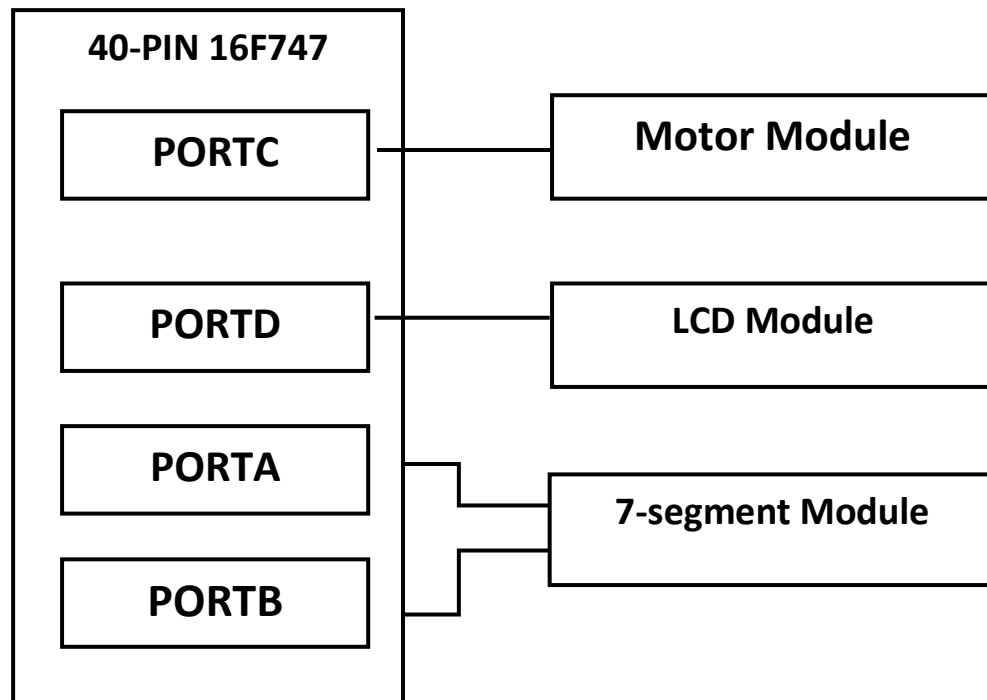 40-PIN 16F747
PORTC
Motor Module
PORTD
LCD Module
PORTA
7-segment Module
PORTB